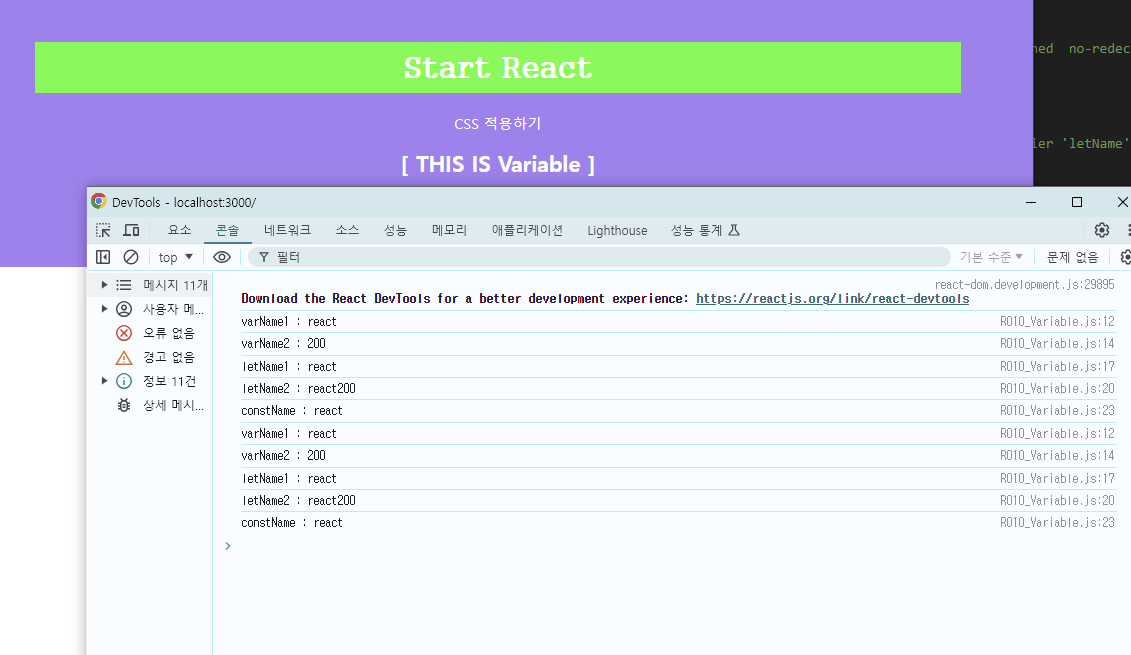 Start React
CSS 적용하기
[ THIS IS Variable ]
no-redec
'letName'
DevTools - localhost:3000/
요소 콘솔 네트워크 소스 성능 메모리 애플리케이션 Lighthouse 성능 통계
top 필터 기본 수준 문제 없음
메시지 11개
사용자 메...
오류 없음
경고 없음
정보 11건
상세 메시...
react-dom.development.js:29895
Download the React DevTools for a better development experience: https://reactjs.org/link/react-devtools
varName1 : react R010_Variable.js:12
varName2 : 200 R010_Variable.js:14
letName1 : react R010_Variable.js:17
letName2 : react200 R010_Variable.js:20
constName : react R010_Variable.js:23
varName1 : react R010_Variable.js:12
varName2 : 200 R010_Variable.js:14
letName1 : react R010_Variable.js:17
letName2 : react200 R010_Variable.js:20
constName : react R010_Variable.js:23